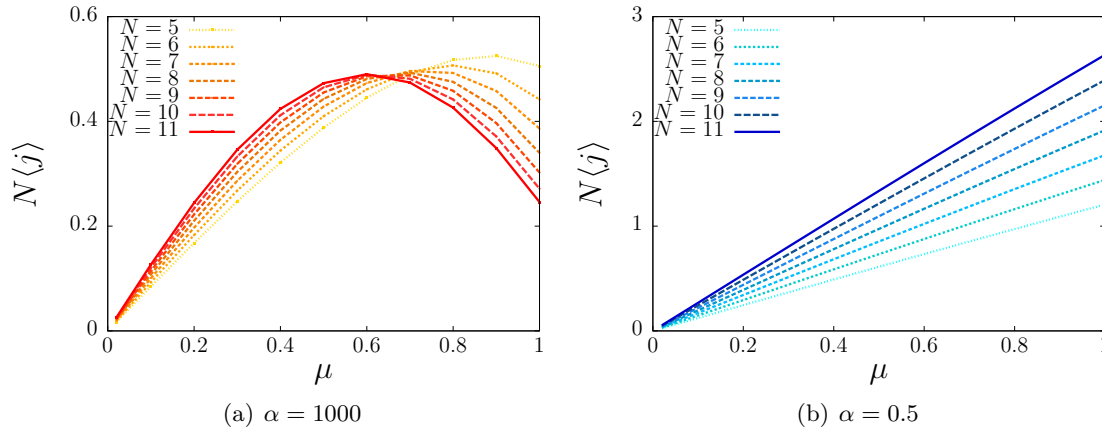 0.6
0.4
0.2
0
N ⟨j⟩
N = 5
N = 6
N = 7
N = 8
N = 9
N = 10
N = 11
0 0.2 0.4 0.6 0.8 1
μ
(a) α = 1000
3
2
1
0
N ⟨j⟩
N = 5
N = 6
N = 7
N = 8
N = 9
N = 10
N = 11
0 0.2 0.4 0.6 0.8 1
μ
(b) α = 0.5